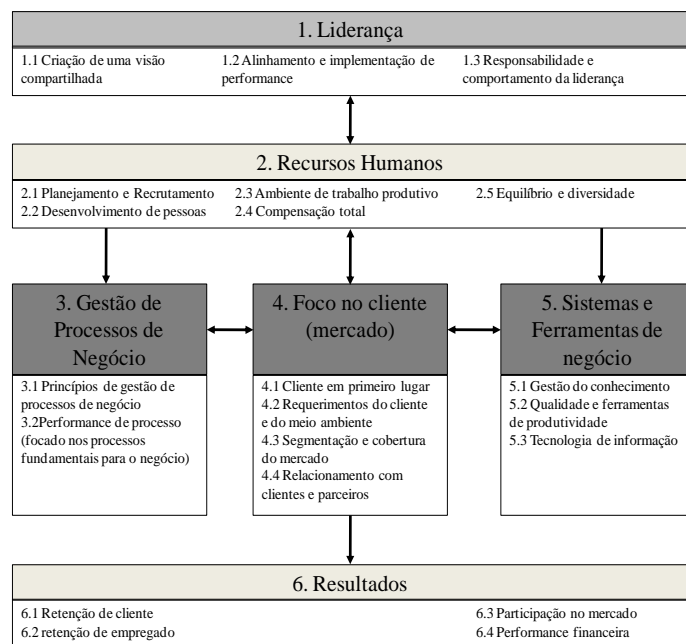 1. Liderança
1.1 Criação de uma visão
compartilhada
1.2 Alinhamento e implementação de
performance
1.3 Responsabilidade e
comportamento da liderança
2. Recursos Humanos
2.1 Planejamento e Recrutamento
2.2 Desenvolvimento de pessoas
2.3 Ambiente de trabalho produtivo
2.4 Compensação total
2.5 Equilíbrio e diversidade
3. Gestão de
Processos de
Negócio
3.1 Princípios de gestão de
processos de negócio
3.2Performance de processo
(focado nos processos
fundamentais para o negócio)
4. Foco no cliente
(mercado)
4.1 Cliente em primeiro lugar
4.2 Requerimentos do cliente
e do meio ambiente
4.3 Segmentação e cobertura
do mercado
4.4 Relacionamento com
clientes e parceiros
5. Sistemas e
Ferramentas de
negócio
5.1 Gestão do conhecimento
5.2 Qualidade e ferramentas
de produtividade
5.3 Tecnologia de informação
6. Resultados
6.1 Retenção de cliente
6.2 retenção de empregado
6.3 Participação no mercado
6.4 Performance financeira